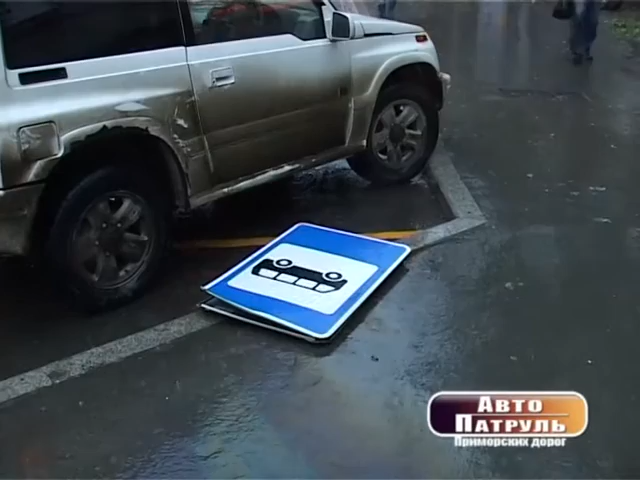 Авто
Патруль
Приморских дорог